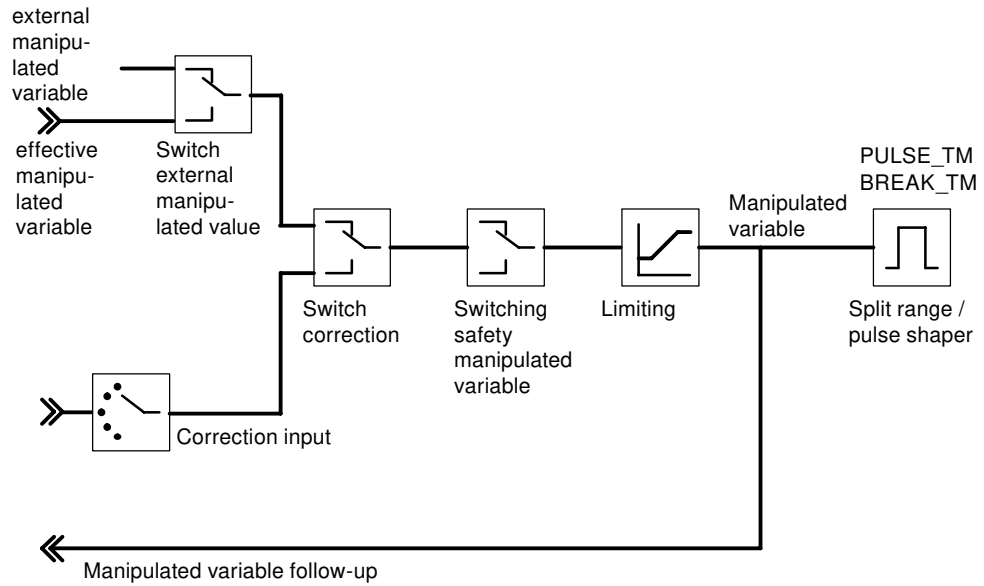 external
manipu-
lated
variable
effective
manipu-
lated
variable
Switch
external
manipu-
lated value
Switch
correction
Switching
safety
manipulated
variable
Limiting
Manipulated
variable
PULSE_TM
BREAK_TM
Split range /
pulse shaper
Correction input
Manipulated variable follow-up